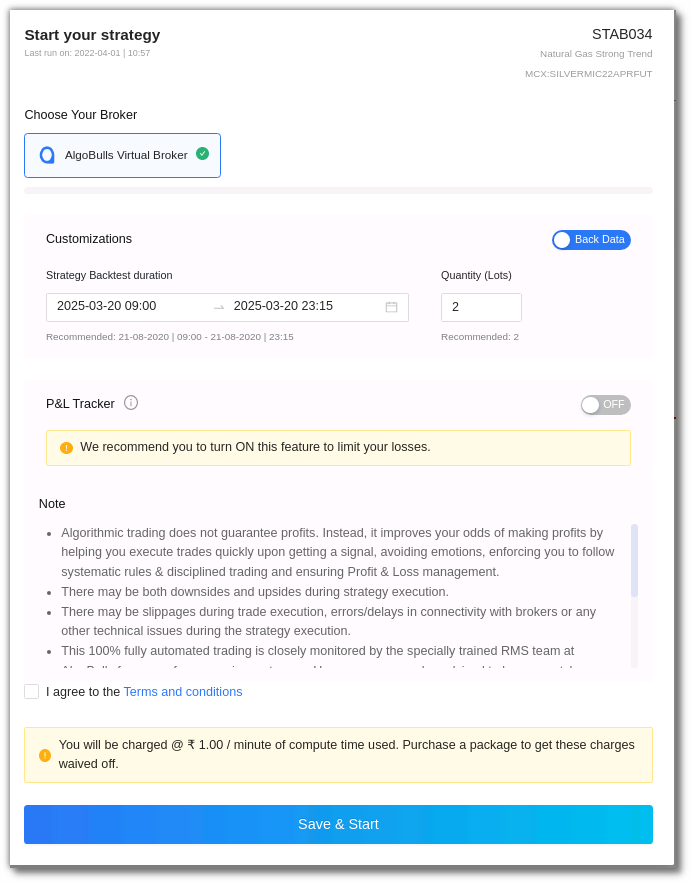 Start your strategy
STAB034
Last run on: 2022-04-01 | 10:57
Natural Gas Strong Trend
MCX:SILVERMIC22APRFUT
Choose Your Broker
AlgoBulls Virtual Broker
Customizations
Back Data
Strategy Backtest duration
Quantity (Lots)
2025-03-20 09:00
2025-03-20 23:15
2
Recommended: 21-08-2020 | 09:00 - 21-08-2020 | 23:15
Recommended: 2
P&L Tracker
OFF
We recommend you to turn ON this feature to limit your losses.
Note
• Algorithmic trading does not guarantee profits. Instead, it improves your odds of making profits by
helping you execute trades quickly upon getting a signal, avoiding emotions, enforcing you to follow
systematic rules & disciplined trading and ensuring Profit & Loss management.
• There may be both downsides and upsides during strategy execution.
• There may be slippages during trade execution, errors/delays in connectivity with brokers or any
other technical issues during the strategy execution.
• This 100% fully automated trading is closely monitored by the specially trained RMS team at
I agree to the Terms and conditions
You will be charged @ ₹ 1.00 / minute of compute time used. Purchase a package to get these charges
waived off.
Save & Start